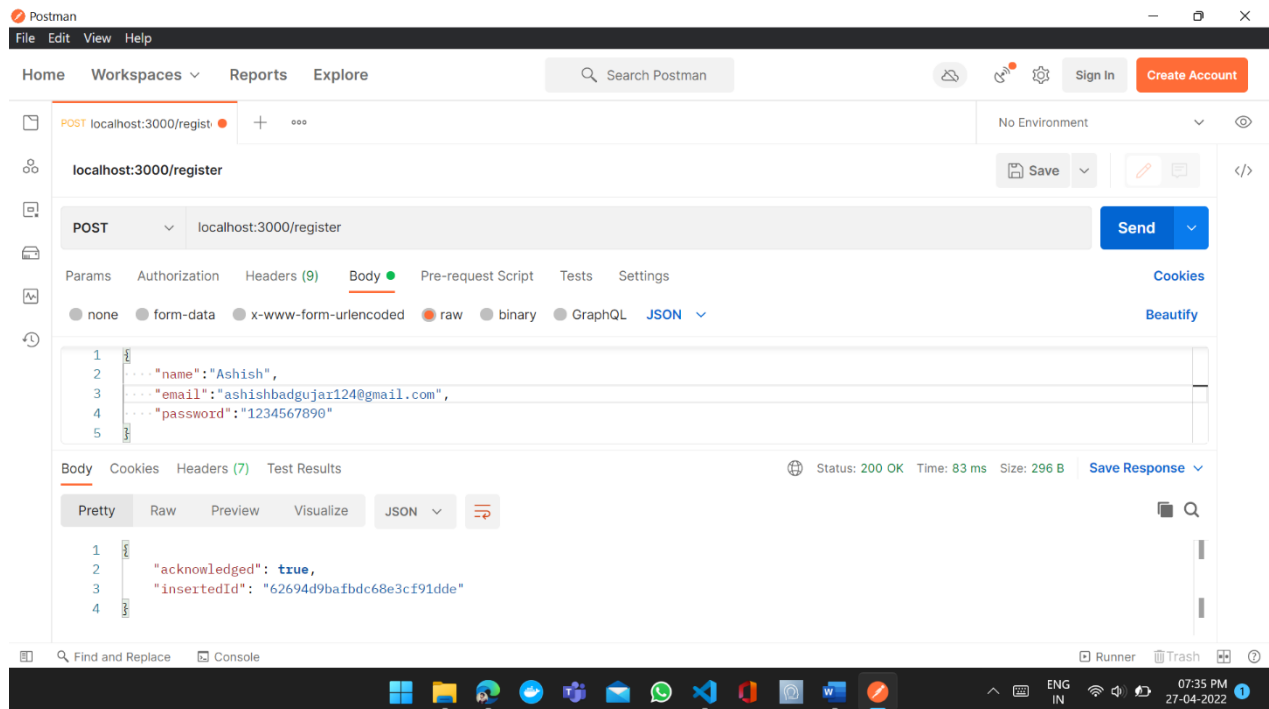 Postman
File Edit View Help
Home Workspaces Reports Explore Search Postman Sign In Create Account
POST localhost:3000/regist No Environment
localhost:3000/register Save
POST localhost:3000/register Send
Params Authorization Headers (9) Body Pre-request Script Tests Settings Cookies
none form-data x-www-form-urlencoded raw binary GraphQL JSON Beautify
1 {
2 "name":"Ashish",
3 "email":"ashishbadgujar124@gmail.com",
4 "password":"1234567890"
5 }
Body Cookies Headers (7) Test Results Status: 200 OK Time: 83 ms Size: 296 B Save Response
Pretty Raw Preview Visualize JSON
1 {
2 "acknowledged": true,
3 "insertedId": "62694d9bafbdc68e3cf91dde"
4 }
Find and Replace Console Runner Trash
ENG 07:35 PM
IN 27-04-2022 1